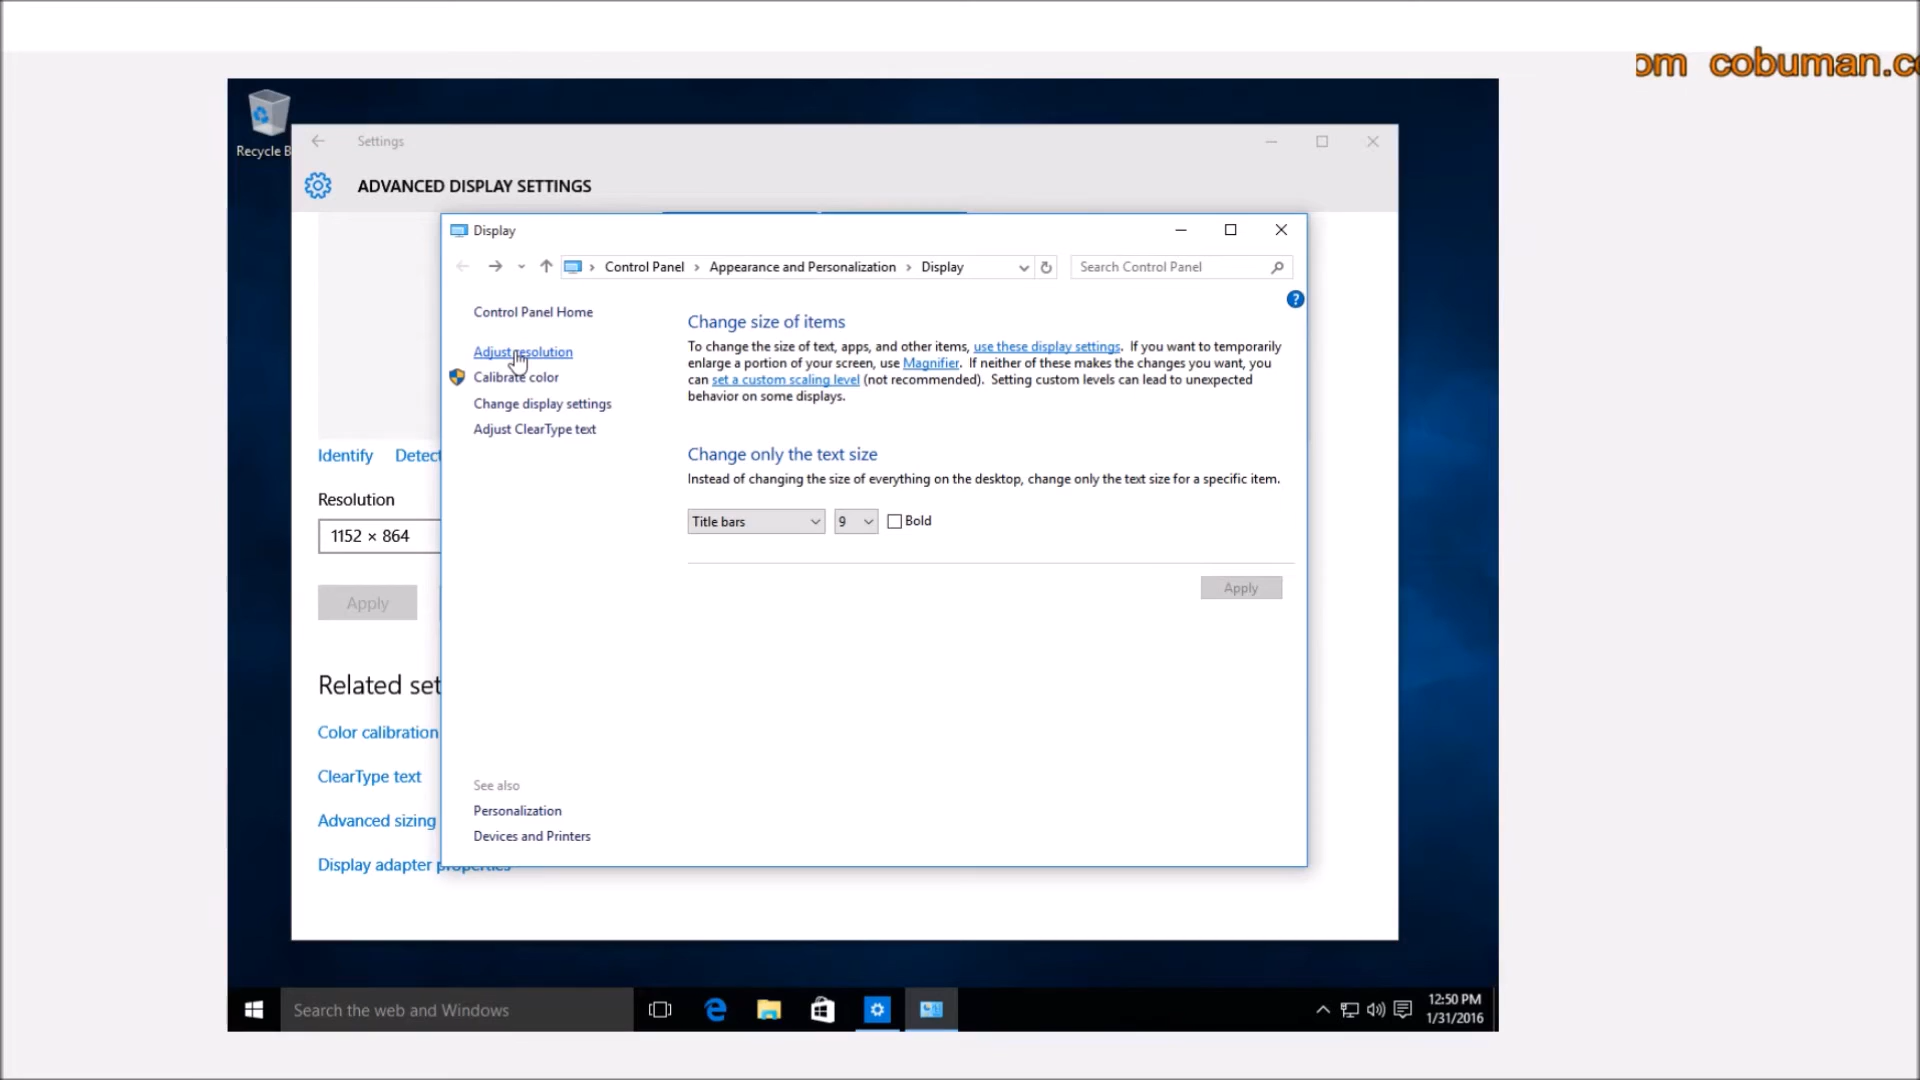 om cobuman.c
Recycle B
Settings
ADVANCED DISPLAY SETTINGS
Display
Control Panel
Appearance and Personalization
Display
Search Control Panel
?
Control Panel Home
Adjust resolution
Calibrate color
Change display settings
Adjust ClearType text
Change size of items
To change the size of text, apps, and other items, use these display settings. If you want to temporarily
enlarge a portion of your screen, use Magnifier. If neither of these makes the changes you want, you
can set a custom scaling level (not recommended). Setting custom levels can lead to unexpected
behavior on some displays.
Change only the text size
Instead of changing the size of everything on the desktop, change only the text size for a specific item.
Title bars
9
Bold
Apply
Identify
Detect
Resolution
1152 × 864
Apply
Related set
Color calibration
ClearType text
Advanced sizing
Display adapter properties
See also
Personalization
Devices and Printers
Search the web and Windows
12:50 PM
1/31/2016